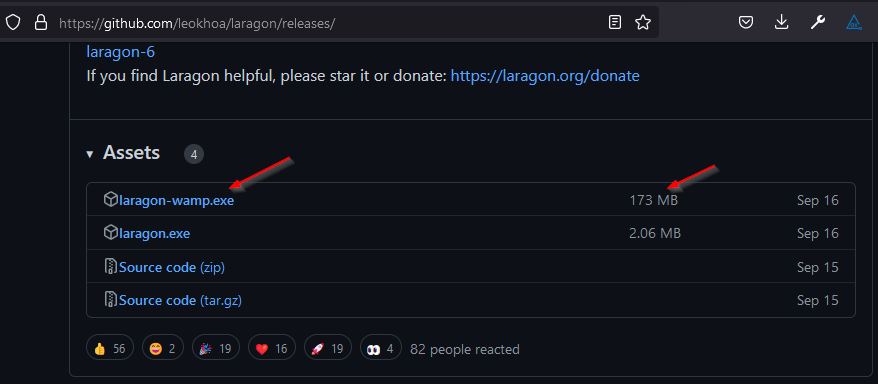 https://github.com/leokhoa/laragon/releases/
laragon-6
If you find Laragon helpful, please star it or donate: https://laragon.org/donate
Assets 4
laragon-wamp.exe 173 MB Sep 16
laragon.exe 2.06 MB Sep 16
Source code (zip) Sep 15
Source code (tar.gz) Sep 15
👍 56 😄 2 🎉 19 ❤️ 16 🚀 19 👀 4 82 people reacted